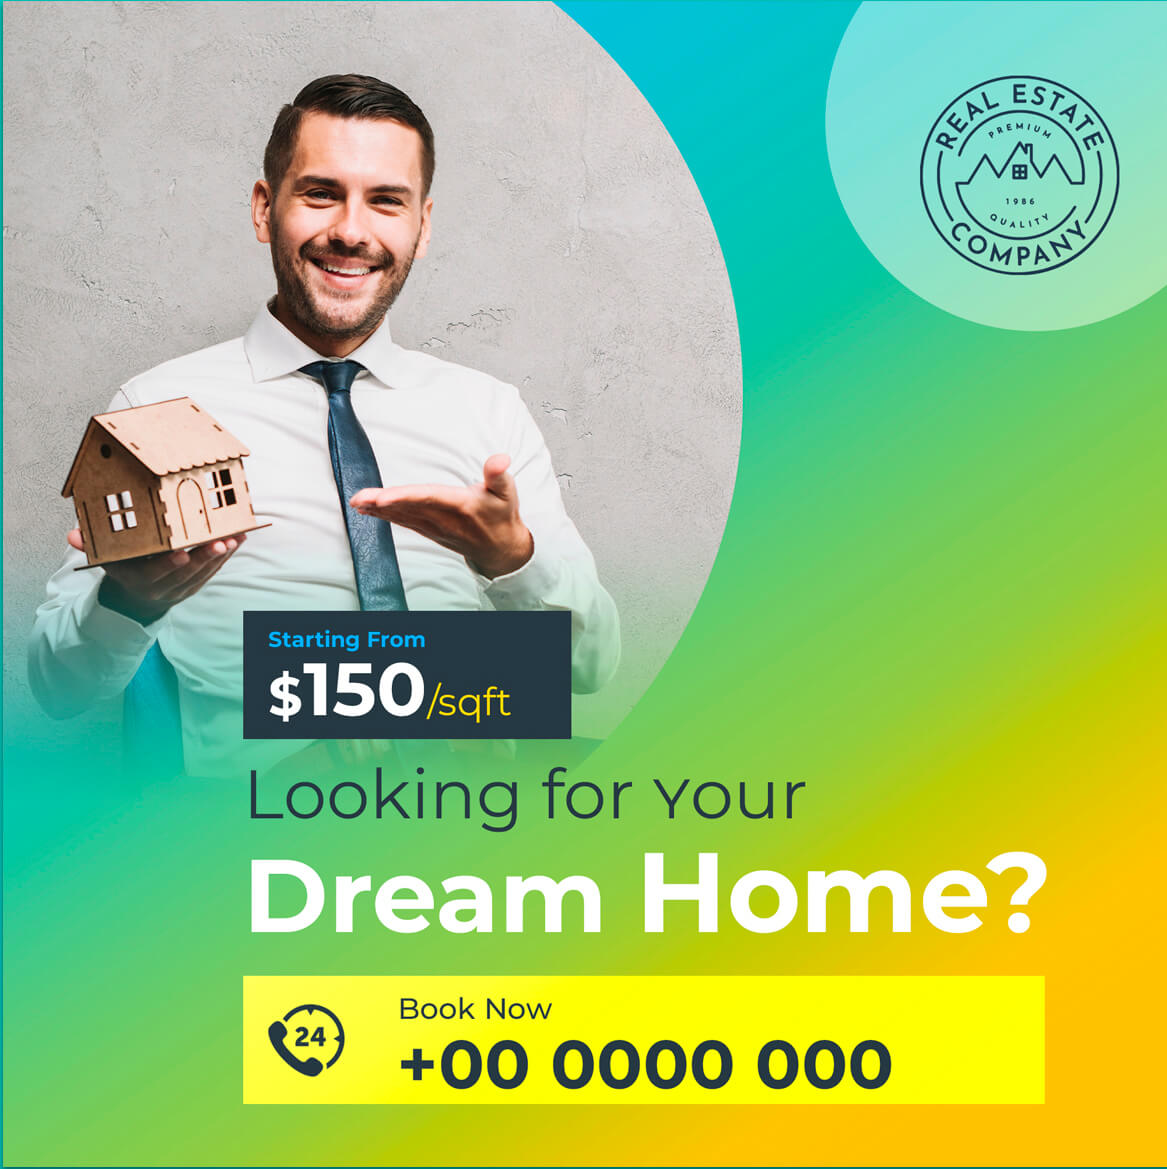 REAL ESTATE
PREMIUM
1986
QUALITY
COMPANY
Starting From
$150/sqft
Looking for Your
Dream Home?
24
Book Now
+00 0000 000